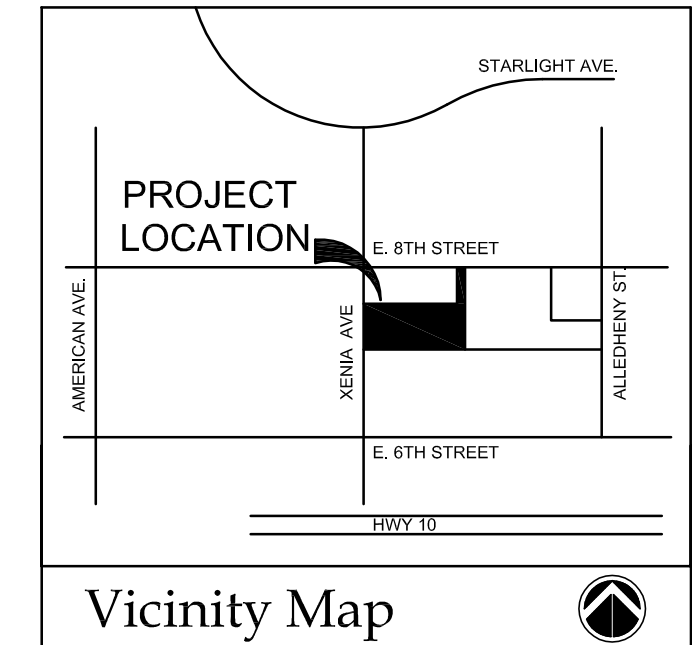 STARLIGHT AVE.
PROJECT
LOCATION
E. 8TH STREET
AMERICAN AVE.
XENIA AVE
ALLEDHENY ST.
E. 6TH STREET
HWY 10
Vicinity Map